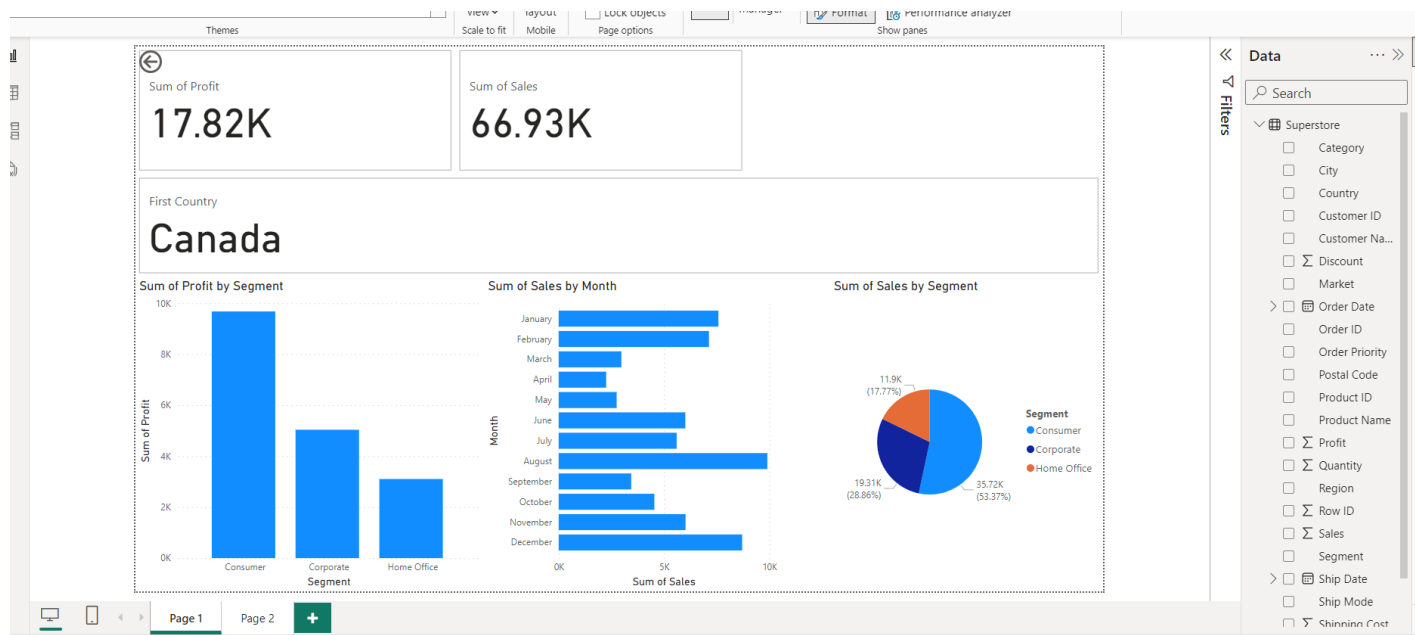 View
layout
Lock objects
manager
Format
Performance analyzer
Themes
Scale to fit
Mobile
Page options
Show panes
Sum of Profit
17.82K
Sum of Sales
66.93K
First Country
Canada
Sum of Profit by Segment
10K
8K
6K
4K
2K
0K
Sum of Profit
Consumer
Corporate
Home Office
Segment
Sum of Sales by Month
January
February
March
April
May
June
July
August
September
October
November
December
Month
0K
5K
10K
Sum of Sales
Sum of Sales by Segment
11.9K
(17.77%)
19.31K
(28.86%)
35.72K
(53.37%)
Segment
Consumer
Corporate
Home Office
Filters
Data
Search
Superstore
Category
City
Country
Customer ID
Customer Na...
Discount
Market
Order Date
Order ID
Order Priority
Postal Code
Product ID
Product Name
Profit
Quantity
Region
Row ID
Sales
Segment
Ship Date
Ship Mode
Shipping Cost
Page 1
Page 2